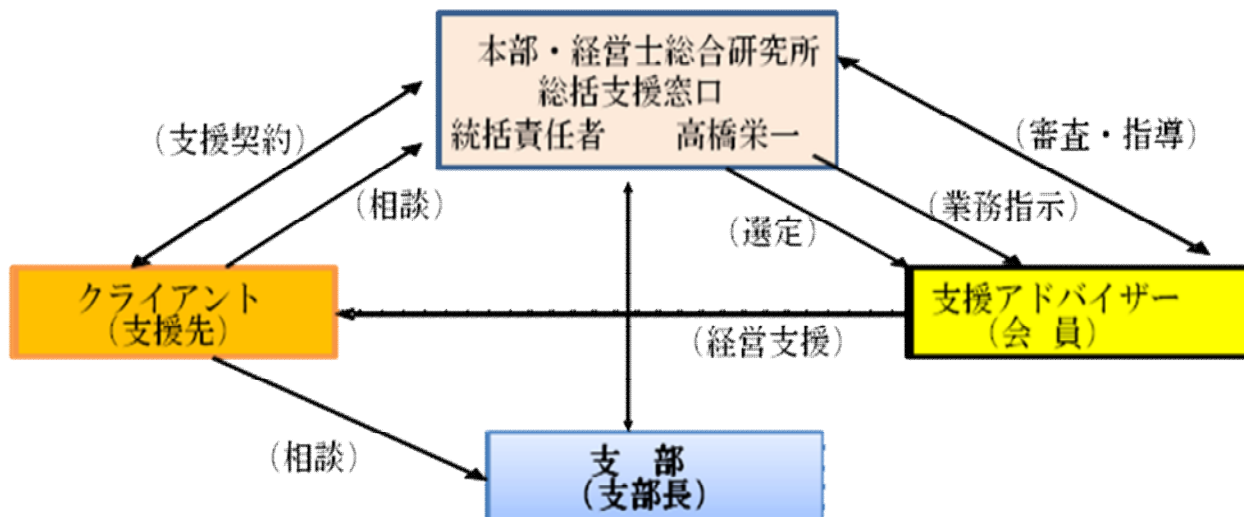 本部・経営士総合研究所
総括支援窓口
統括責任者　　高橋栄一
（支援契約）
（審査・指導）
（相談）
（業務指示）
（選定）
クライアント
（支援先）
支援アドバイザー
（会 員）
（経営支援）
（相談）
支　部
（支部長）